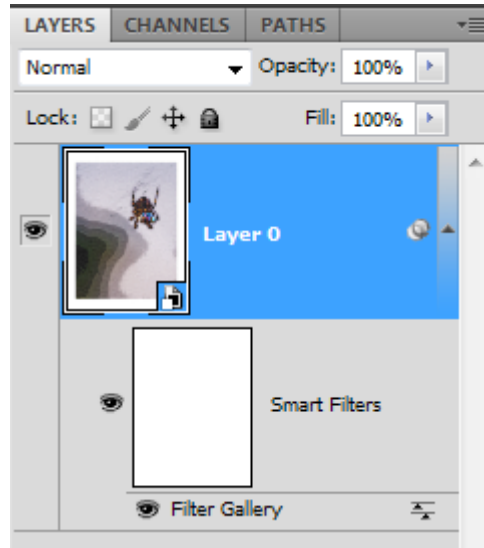 LAYERS CHANNELS PATHS
Normal Opacity: 100%
Lock: Fill: 100%
Layer 0
Smart Filters
Filter Gallery